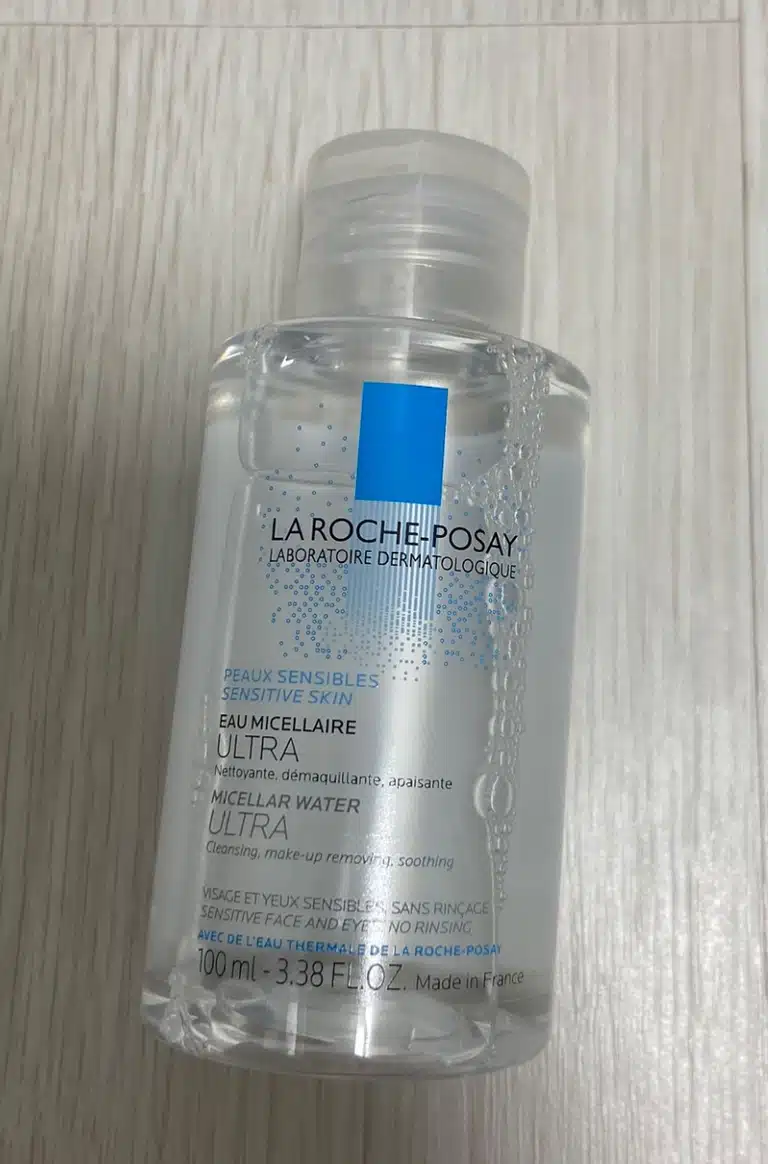 LA ROCHE-POSAY
LABORATOIRE DERMATOLOGIQUE
PEAUX SENSIBLES
SENSITIVE SKIN
EAU MICELLAIRE
ULTRA
Nettoyante, démaquillante, apaisante
MICELLAR WATER
ULTRA
Cleansing, make-up removing, soothing
VISAGE ET YEUX SENSIBLES, SANS RINÇAGE
SENSITIVE FACE AND EYES, NO RINSING
AVEC DE L'EAU THERMALE DE LA ROCHE-POSAY
100 ml - 3.38 FL.OZ. Made in France